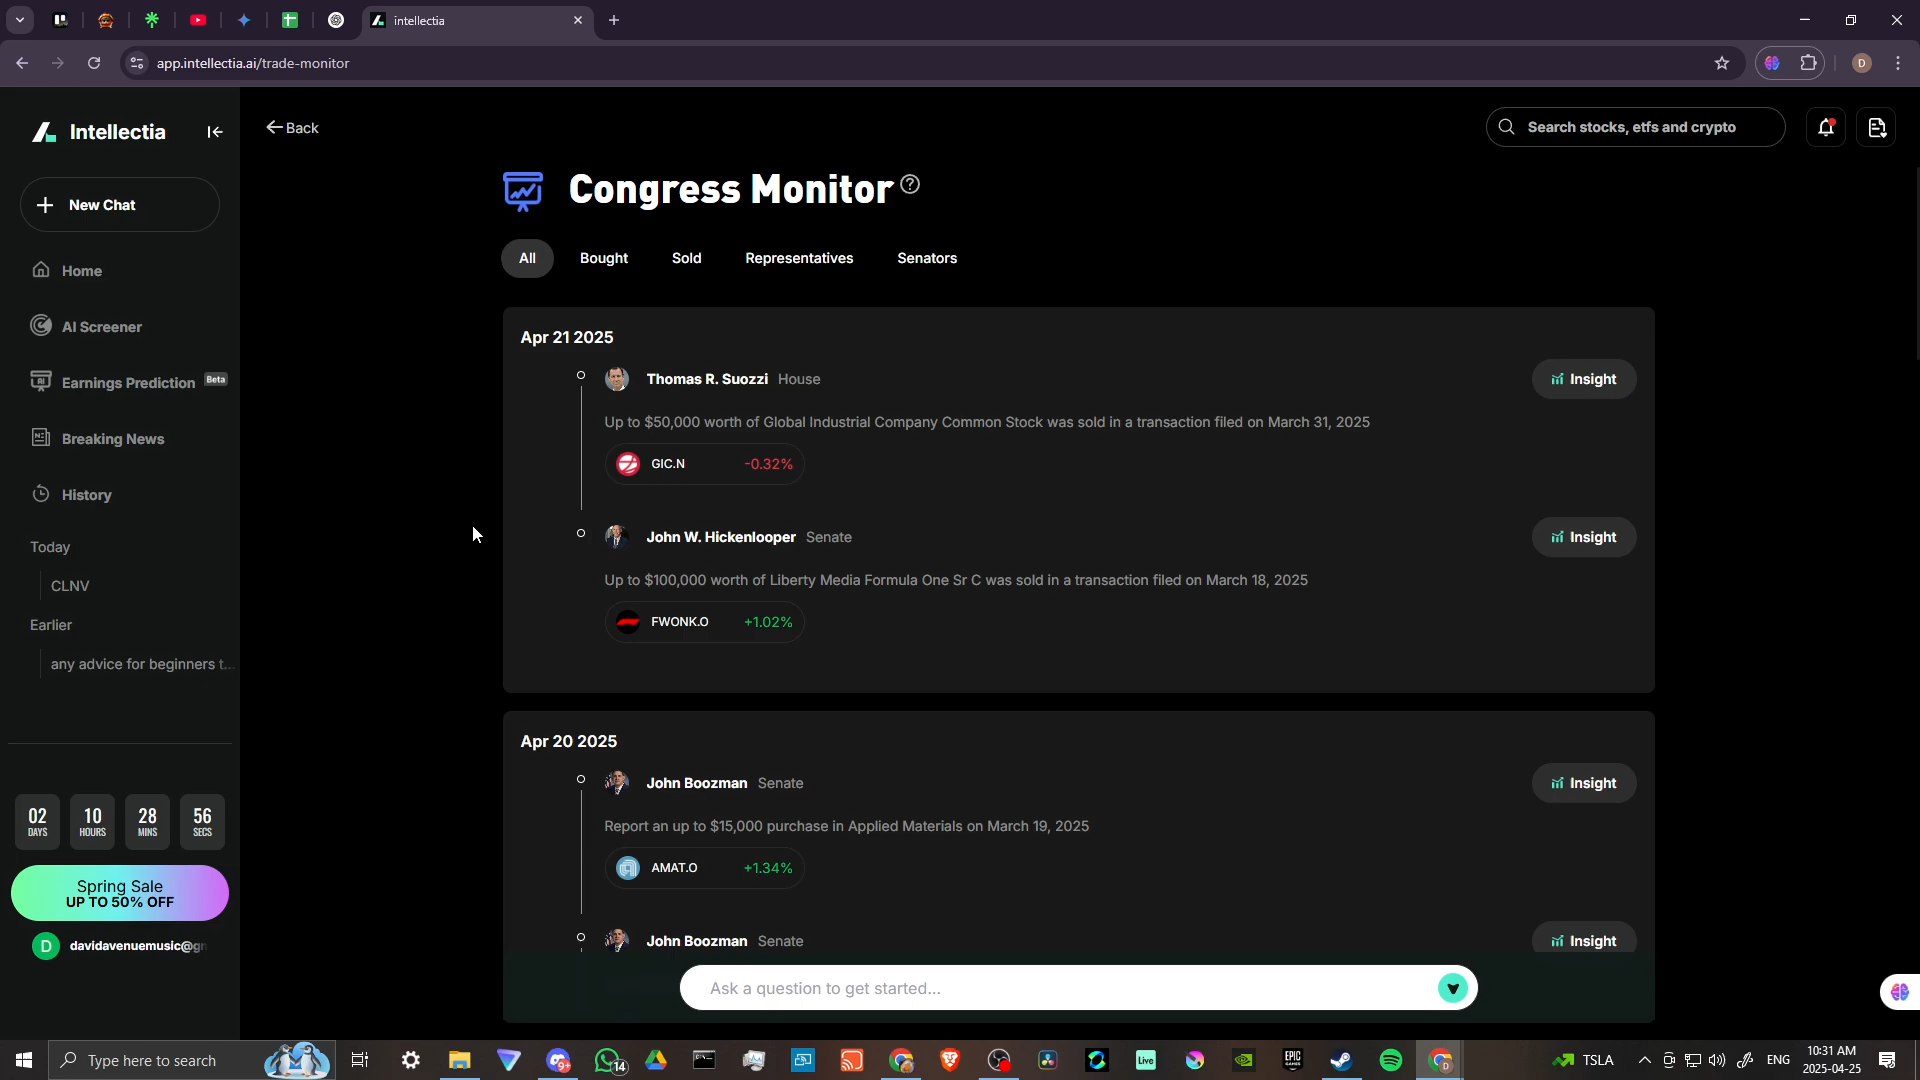 intellectia
app.intellectia.ai/trade-monitor
D
Intellectia
New Chat
Home
AI Screener
Earnings Prediction Beta
Breaking News
History
Today
CLNV
Earlier
any advice for beginners t...
02 10 28 56
DAYS HOURS MINS SECS
Spring Sale
UP TO 50% OFF
D davidavenuemusic@g
Back
Search stocks, etfs and crypto
Congress Monitor ?
All Bought Sold Representatives Senators
Apr 21 2025
Thomas R. Suozzi House
Insight
Up to $50,000 worth of Global Industrial Company Common Stock was sold in a transaction filed on March 31, 2025
GIC.N -0.32%
John W. Hickenlooper Senate
Insight
Up to $100,000 worth of Liberty Media Formula One Sr C was sold in a transaction filed on March 18, 2025
FWONK.O +1.02%
Apr 20 2025
John Boozman Senate
Insight
Report an up to $15,000 purchase in Applied Materials on March 19, 2025
AMAT.O +1.34%
John Boozman Senate
Insight
Ask a question to get started...
Type here to search
9+
14
Live
EPIC GAMES
D
TSLA
ENG
10:31 AM
2025-04-25